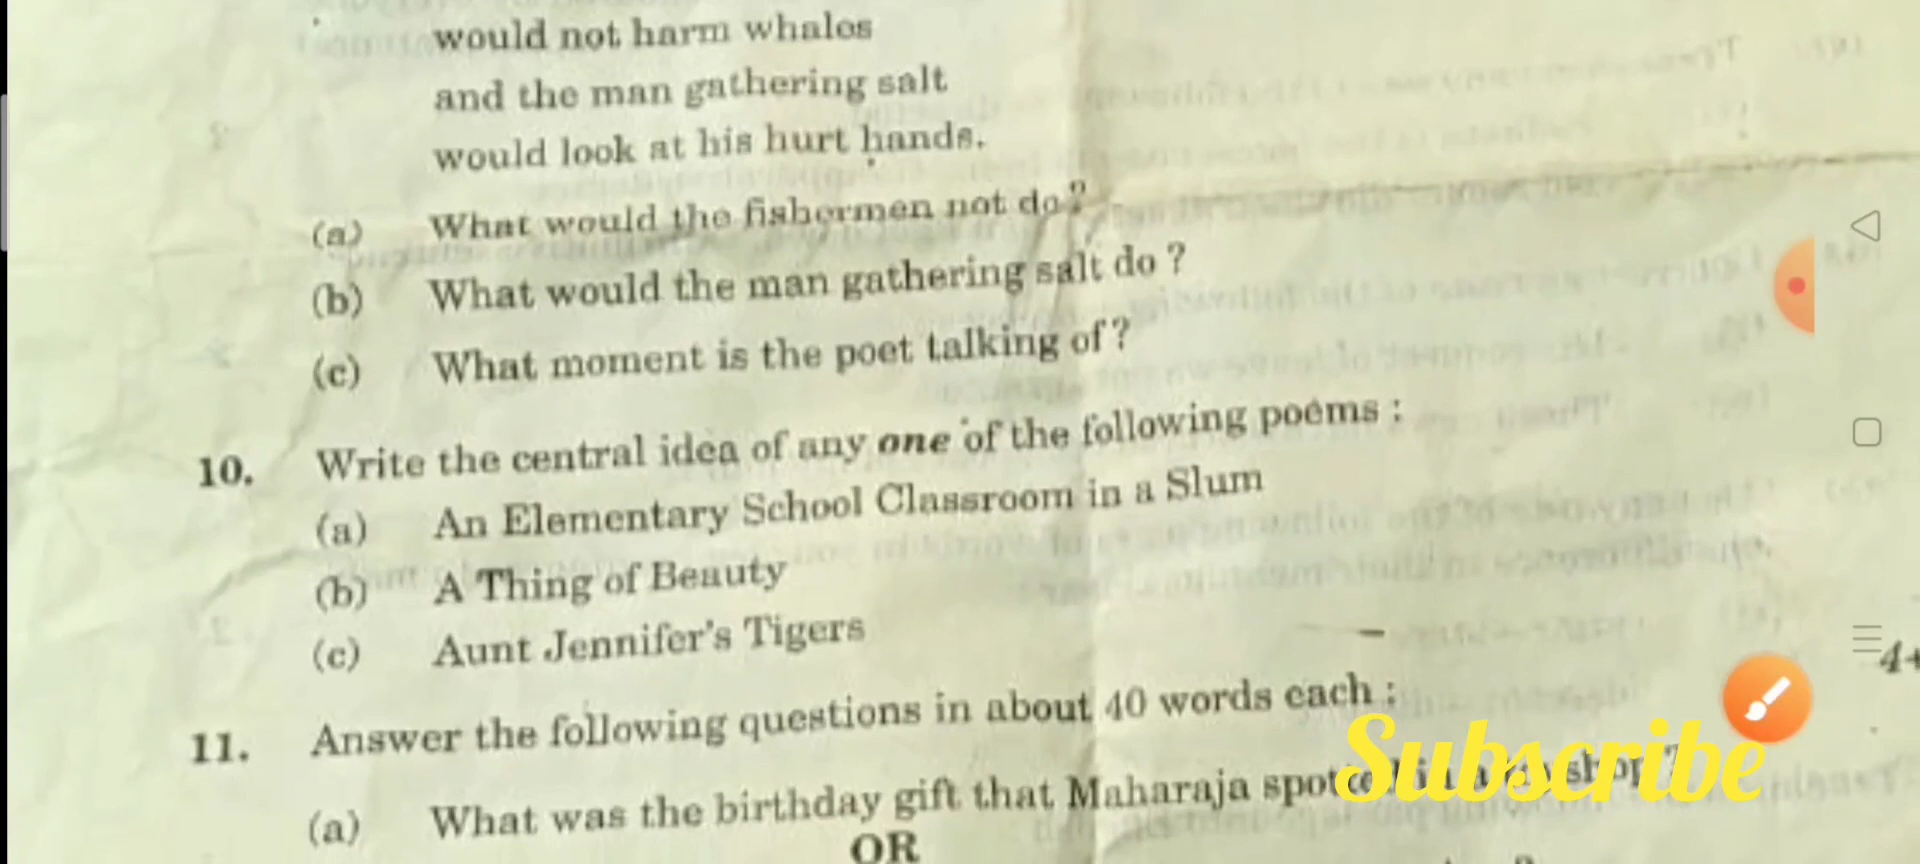 would not harm whales
and the man gathering salt
would look at his hurt hands.
(a) What would the fishermen not do?
(b) What would the man gathering salt do ?
(c) What moment is the poet talking of?
10. Write the central idea of any one of the following poems :
(a) An Elementary School Classroom in a Slum
(b) A Thing of Beauty
(c) Aunt Jennifer's Tigers
4+
11. Answer the following questions in about 40 words each :
Subscribe
(a) What was the birthday gift that Maharaja spotted in a shop ?
OR